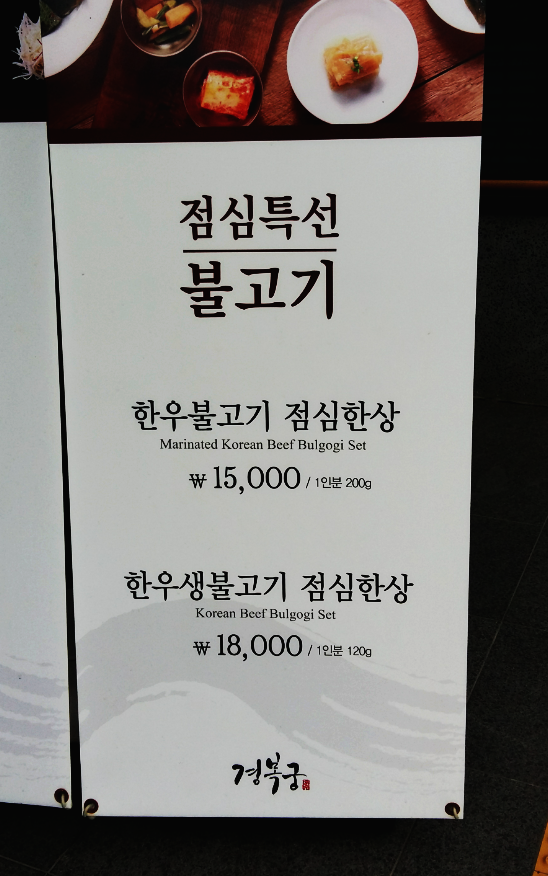 점심특선
불고기
한우불고기 점심한상
Marinated Korean Beef Bulgogi Set
₩ 15,000 / 1인분 200g
한우생불고기 점심한상
Korean Beef Bulgogi Set
₩ 18,000 / 1인분 120g
경복궁